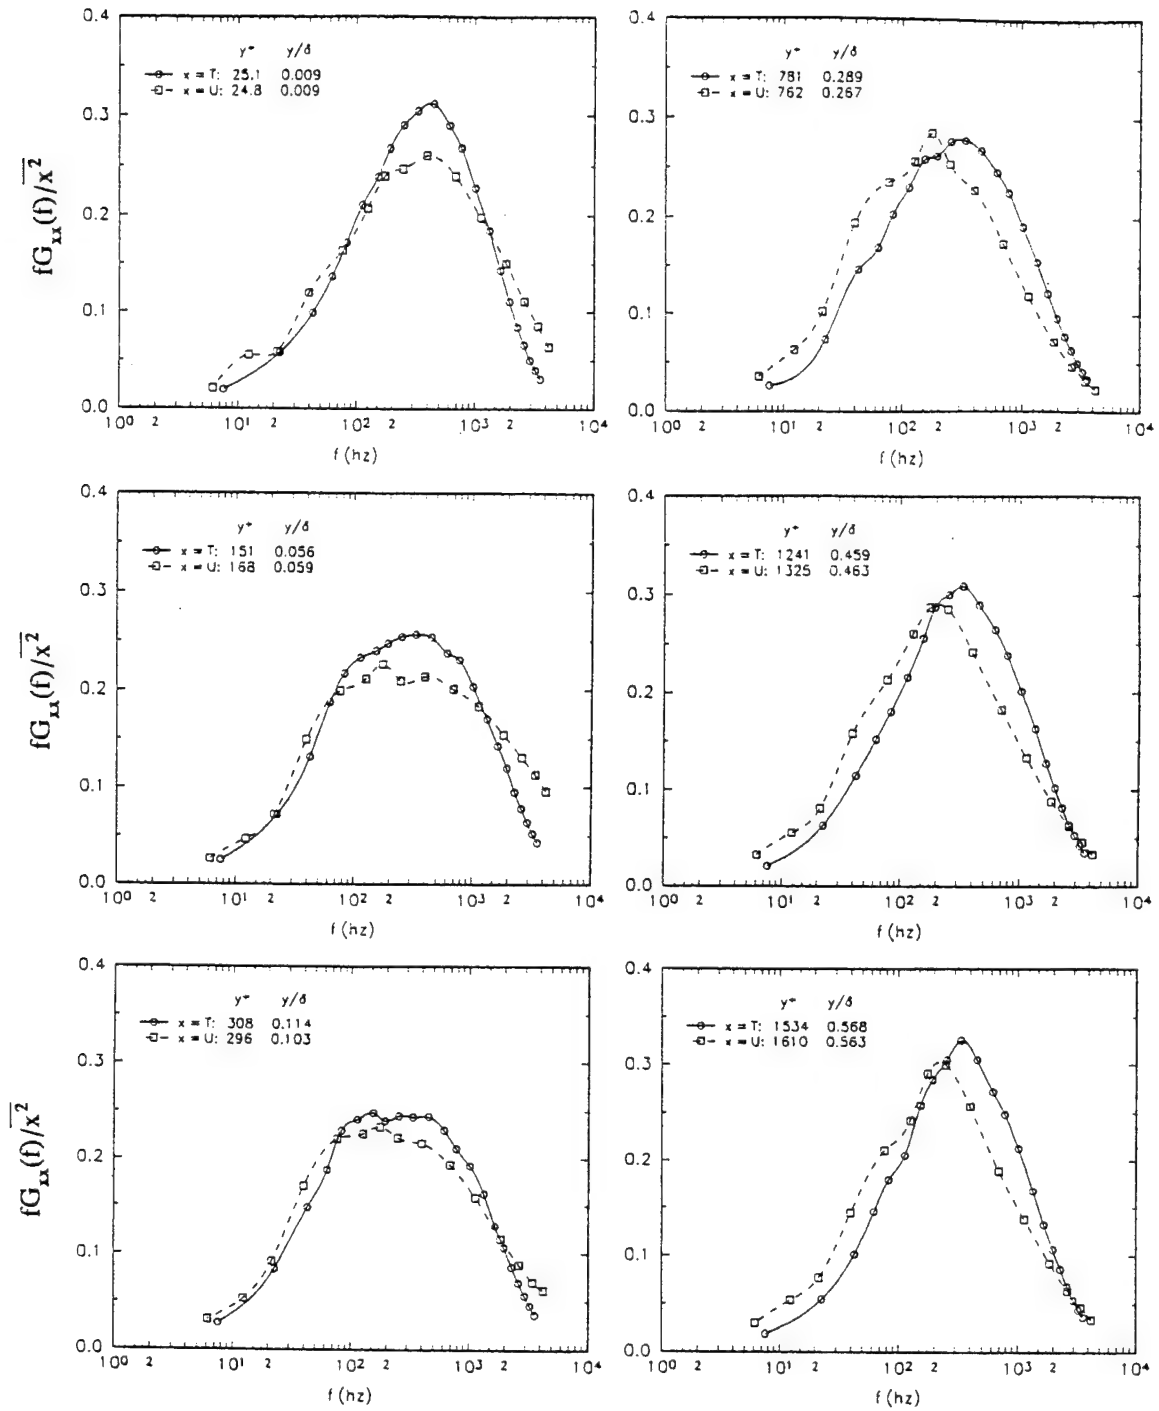 fG_xx(f)/x²
0.4
0.3
0.2
0.1
0.0
y⁺ y/δ
x = T: 25.1 0.009
x = U: 24.8 0.009
10⁰ 2 10¹ 2 10² 2 10³ 2 10⁴
f (hz)
0.4
0.3
0.2
0.1
0.0
y⁺ y/δ
x = T: 781 0.289
x = U: 762 0.267
10⁰ 2 10¹ 2 10² 2 10³ 2 10⁴
f (hz)
fG_xx(f)/x²
0.4
0.3
0.2
0.1
0.0
y⁺ y/δ
x = T: 151 0.056
x = U: 168 0.059
10⁰ 2 10¹ 2 10² 2 10³ 2 10⁴
f (hz)
0.4
0.3
0.2
0.1
0.0
y⁺ y/δ
x = T: 1241 0.459
x = U: 1325 0.463
10⁰ 2 10¹ 2 10² 2 10³ 2 10⁴
f (hz)
fG_xx(f)/x²
0.4
0.3
0.2
0.1
0.0
y⁺ y/δ
x = T: 308 0.114
x = U: 296 0.103
10⁰ 2 10¹ 2 10² 2 10³ 2 10⁴
f (hz)
0.4
0.3
0.2
0.1
0.0
y⁺ y/δ
x = T: 1534 0.568
x = U: 1610 0.563
10⁰ 2 10¹ 2 10² 2 10³ 2 10⁴
f (hz)